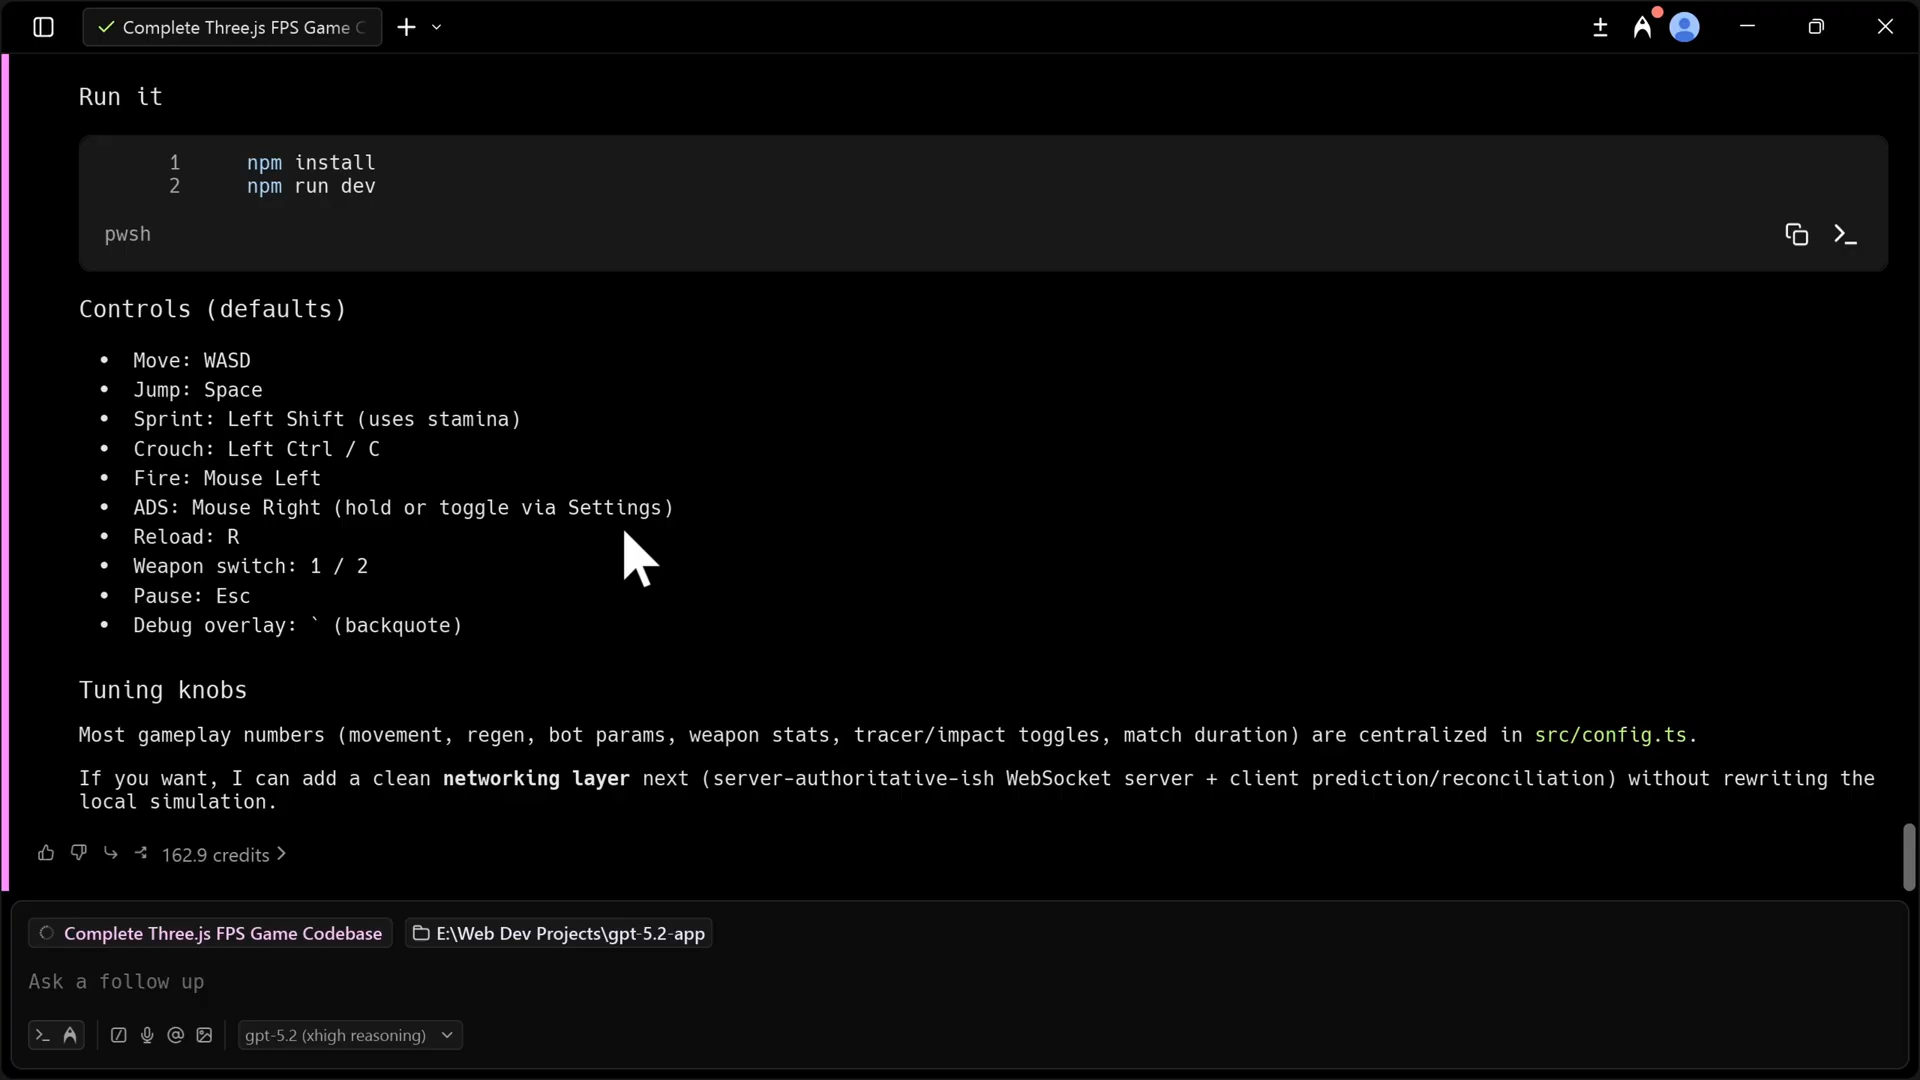 Complete Three.js FPS Game
Run it
1 npm install
2 npm run dev
pwsh
Controls (defaults)
• Move: WASD
• Jump: Space
• Sprint: Left Shift (uses stamina)
• Crouch: Left Ctrl / C
• Fire: Mouse Left
• ADS: Mouse Right (hold or toggle via Settings)
• Reload: R
• Weapon switch: 1 / 2
• Pause: Esc
• Debug overlay: ` (backquote)
Tuning knobs
Most gameplay numbers (movement, regen, bot params, weapon stats, tracer/impact toggles, match duration) are centralized in src/config.ts.
If you want, I can add a clean networking layer next (server-authoritative-ish WebSocket server + client prediction/reconciliation) without rewriting the
local simulation.
162.9 credits
Complete Three.js FPS Game Codebase E:\Web Dev Projects\gpt-5.2-app
Ask a follow up
gpt-5.2 (xhigh reasoning)